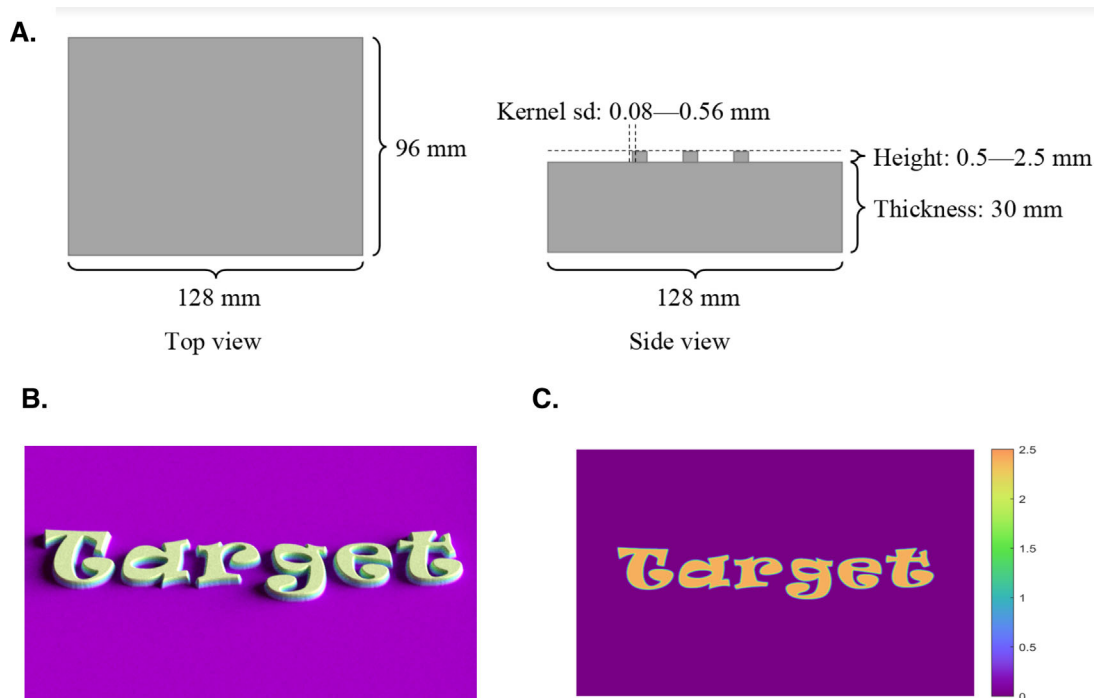 A.
96 mm
128 mm
Top view
Kernel sd: 0.08—0.56 mm
Height: 0.5—2.5 mm
Thickness: 30 mm
128 mm
Side view
B.
Target
C.
Target
2.5
2
1.5
1
0.5
0